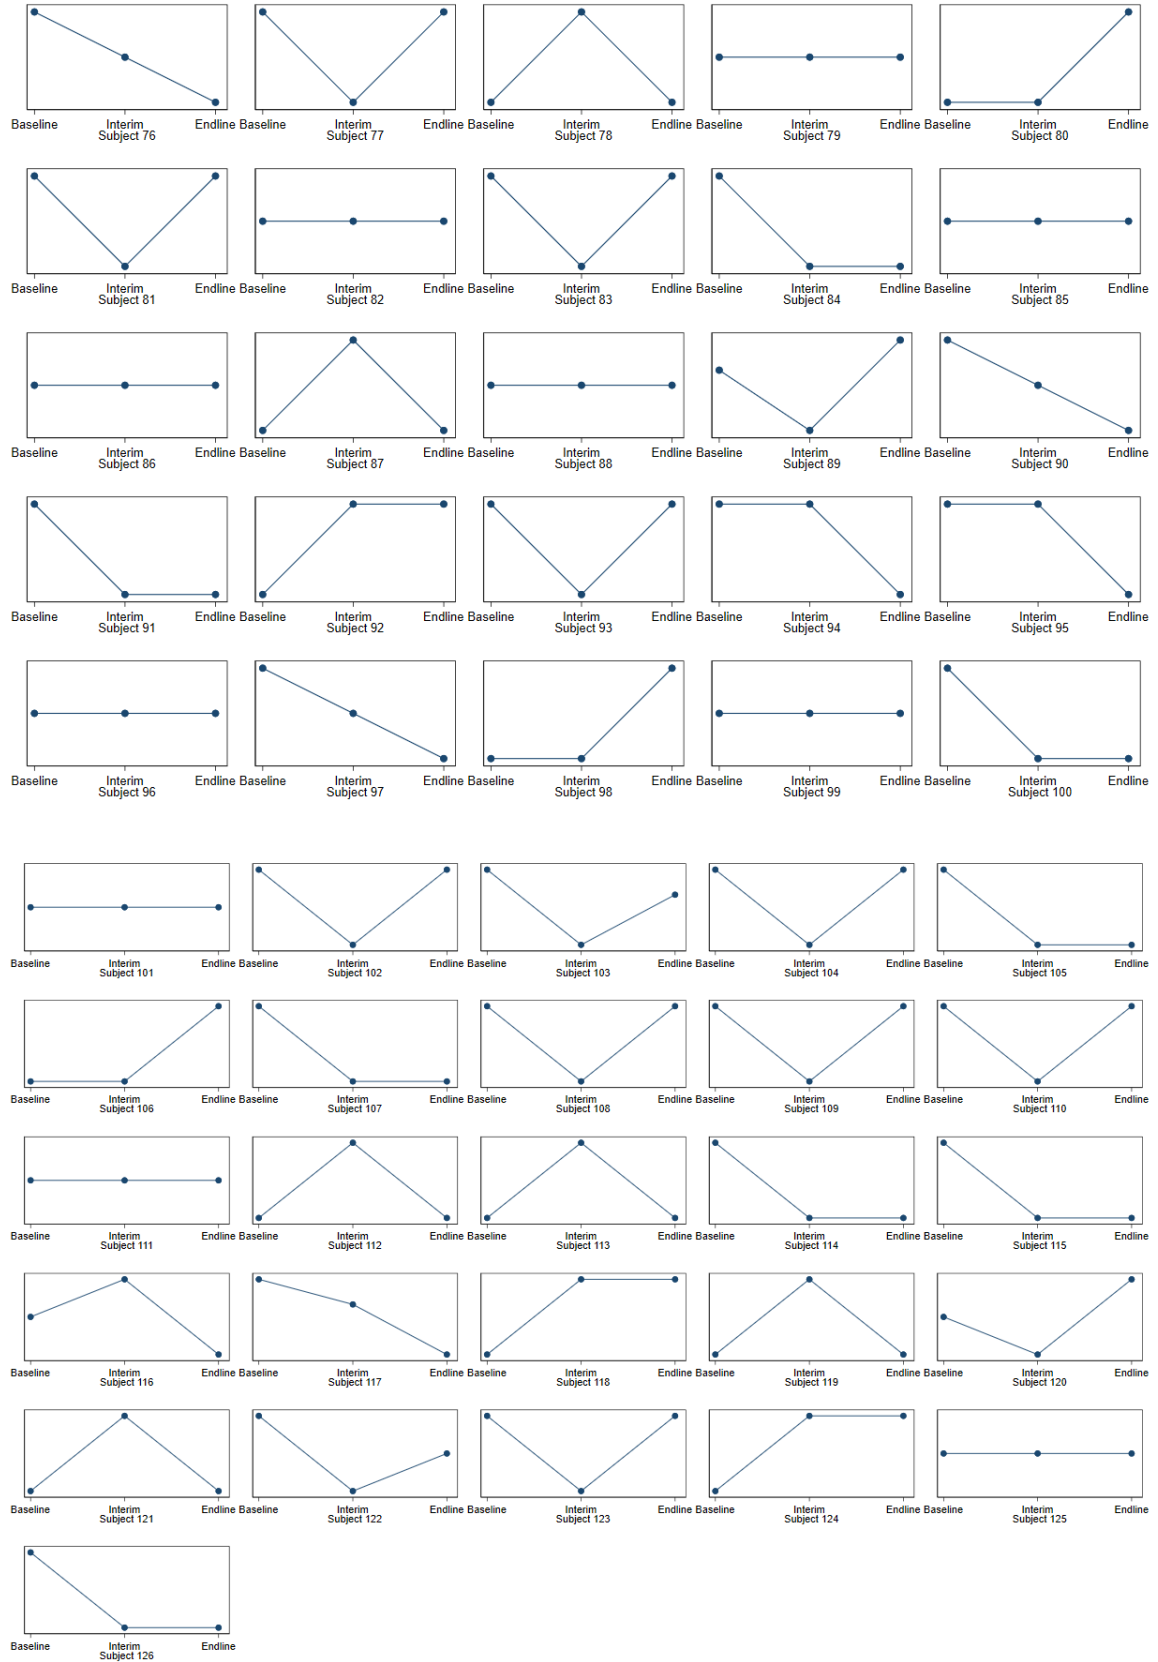 Baseline Interim Endline Baseline Interim Endline Baseline Interim Endline Baseline Interim Endline Baseline Interim Endline
Subject 76 Subject 77 Subject 78 Subject 79 Subject 80
Baseline Interim Endline Baseline Interim Endline Baseline Interim Endline Baseline Interim Endline Baseline Interim Endline
Subject 81 Subject 82 Subject 83 Subject 84 Subject 85
Baseline Interim Endline Baseline Interim Endline Baseline Interim Endline Baseline Interim Endline Baseline Interim Endline
Subject 86 Subject 87 Subject 88 Subject 89 Subject 90
Baseline Interim Endline Baseline Interim Endline Baseline Interim Endline Baseline Interim Endline Baseline Interim Endline
Subject 91 Subject 92 Subject 93 Subject 94 Subject 95
Baseline Interim Endline Baseline Interim Endline Baseline Interim Endline Baseline Interim Endline Baseline Interim Endline
Subject 96 Subject 97 Subject 98 Subject 99 Subject 100
Baseline Interim Endline Baseline Interim Endline Baseline Interim Endline Baseline Interim Endline Baseline Interim Endline
Subject 101 Subject 102 Subject 103 Subject 104 Subject 105
Baseline Interim Endline Baseline Interim Endline Baseline Interim Endline Baseline Interim Endline Baseline Interim Endline
Subject 106 Subject 107 Subject 108 Subject 109 Subject 110
Baseline Interim Endline Baseline Interim Endline Baseline Interim Endline Baseline Interim Endline Baseline Interim Endline
Subject 111 Subject 112 Subject 113 Subject 114 Subject 115
Baseline Interim Endline Baseline Interim Endline Baseline Interim Endline Baseline Interim Endline Baseline Interim Endline
Subject 116 Subject 117 Subject 118 Subject 119 Subject 120
Baseline Interim Endline Baseline Interim Endline Baseline Interim Endline Baseline Interim Endline Baseline Interim Endline
Subject 121 Subject 122 Subject 123 Subject 124 Subject 125
Baseline Interim Endline
Subject 126